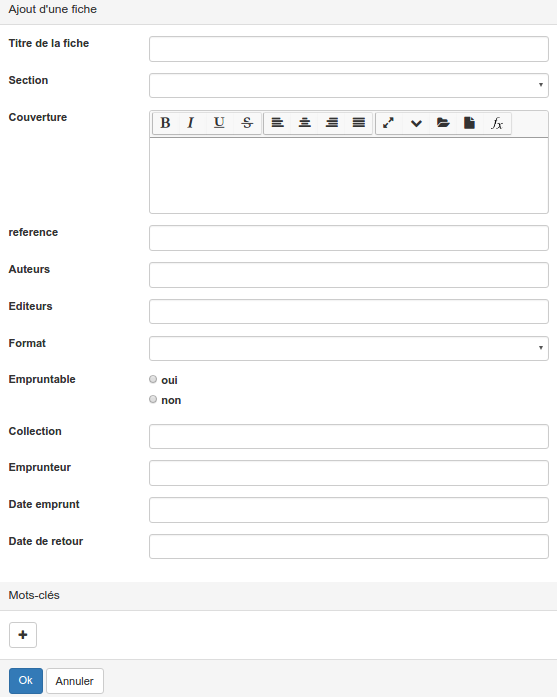 Ajout d'une fiche
Titre de la fiche
Section
Couverture
B I U S fx
reference
Auteurs
Editeurs
Format
Empruntable
oui
non
Collection
Emprunteur
Date emprunt
Date de retour
Mots-clés
Ok Annuler